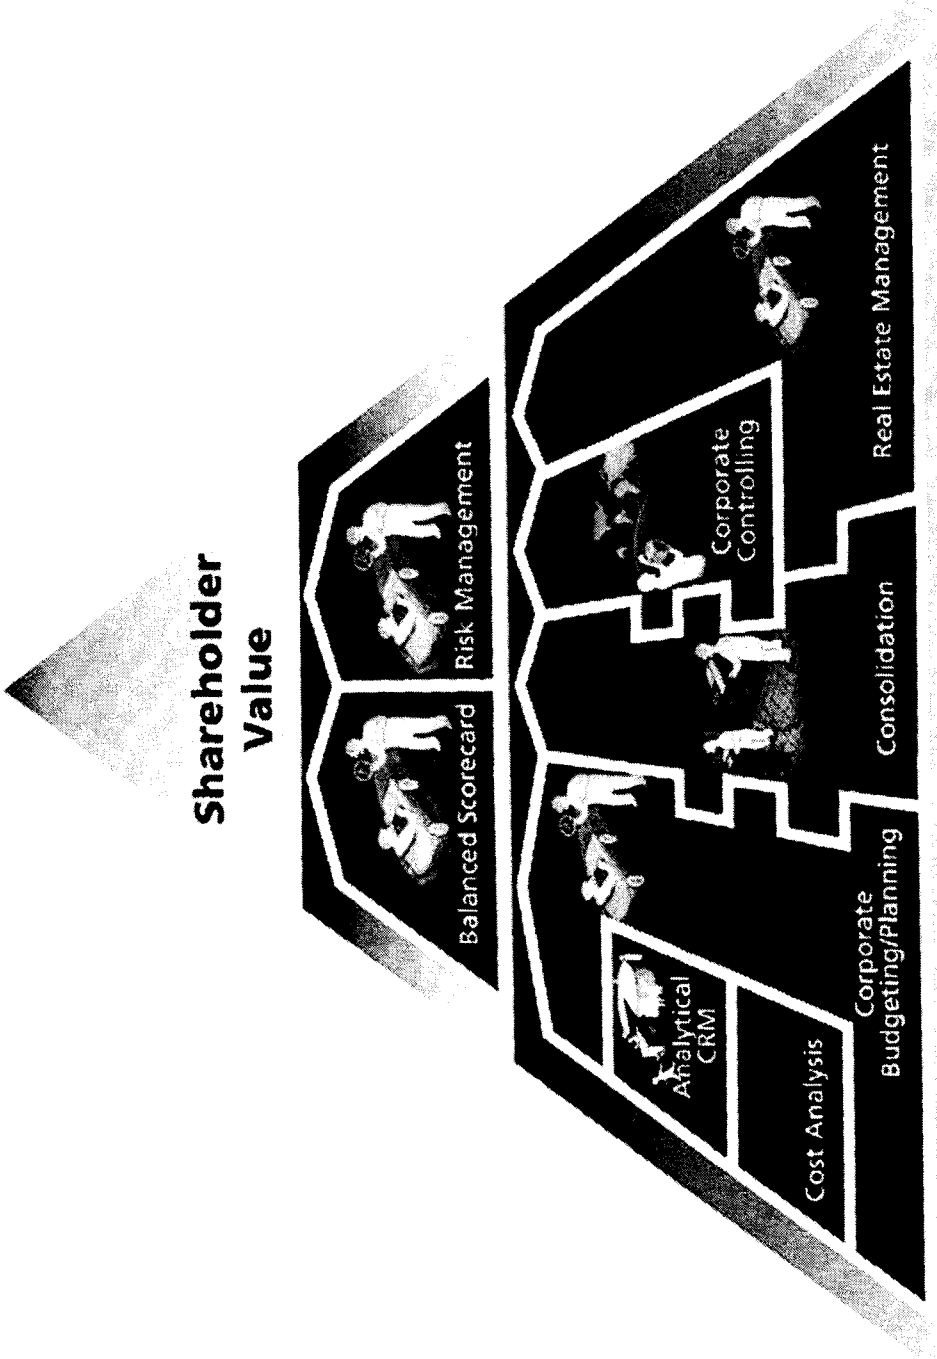 Shareholder
Value
Balanced Scorecard
Risk Management
Analytical
CRM
Cost Analysis
Corporate
Budgeting/Planning
Consolidation
Corporate
Controlling
Real Estate Management